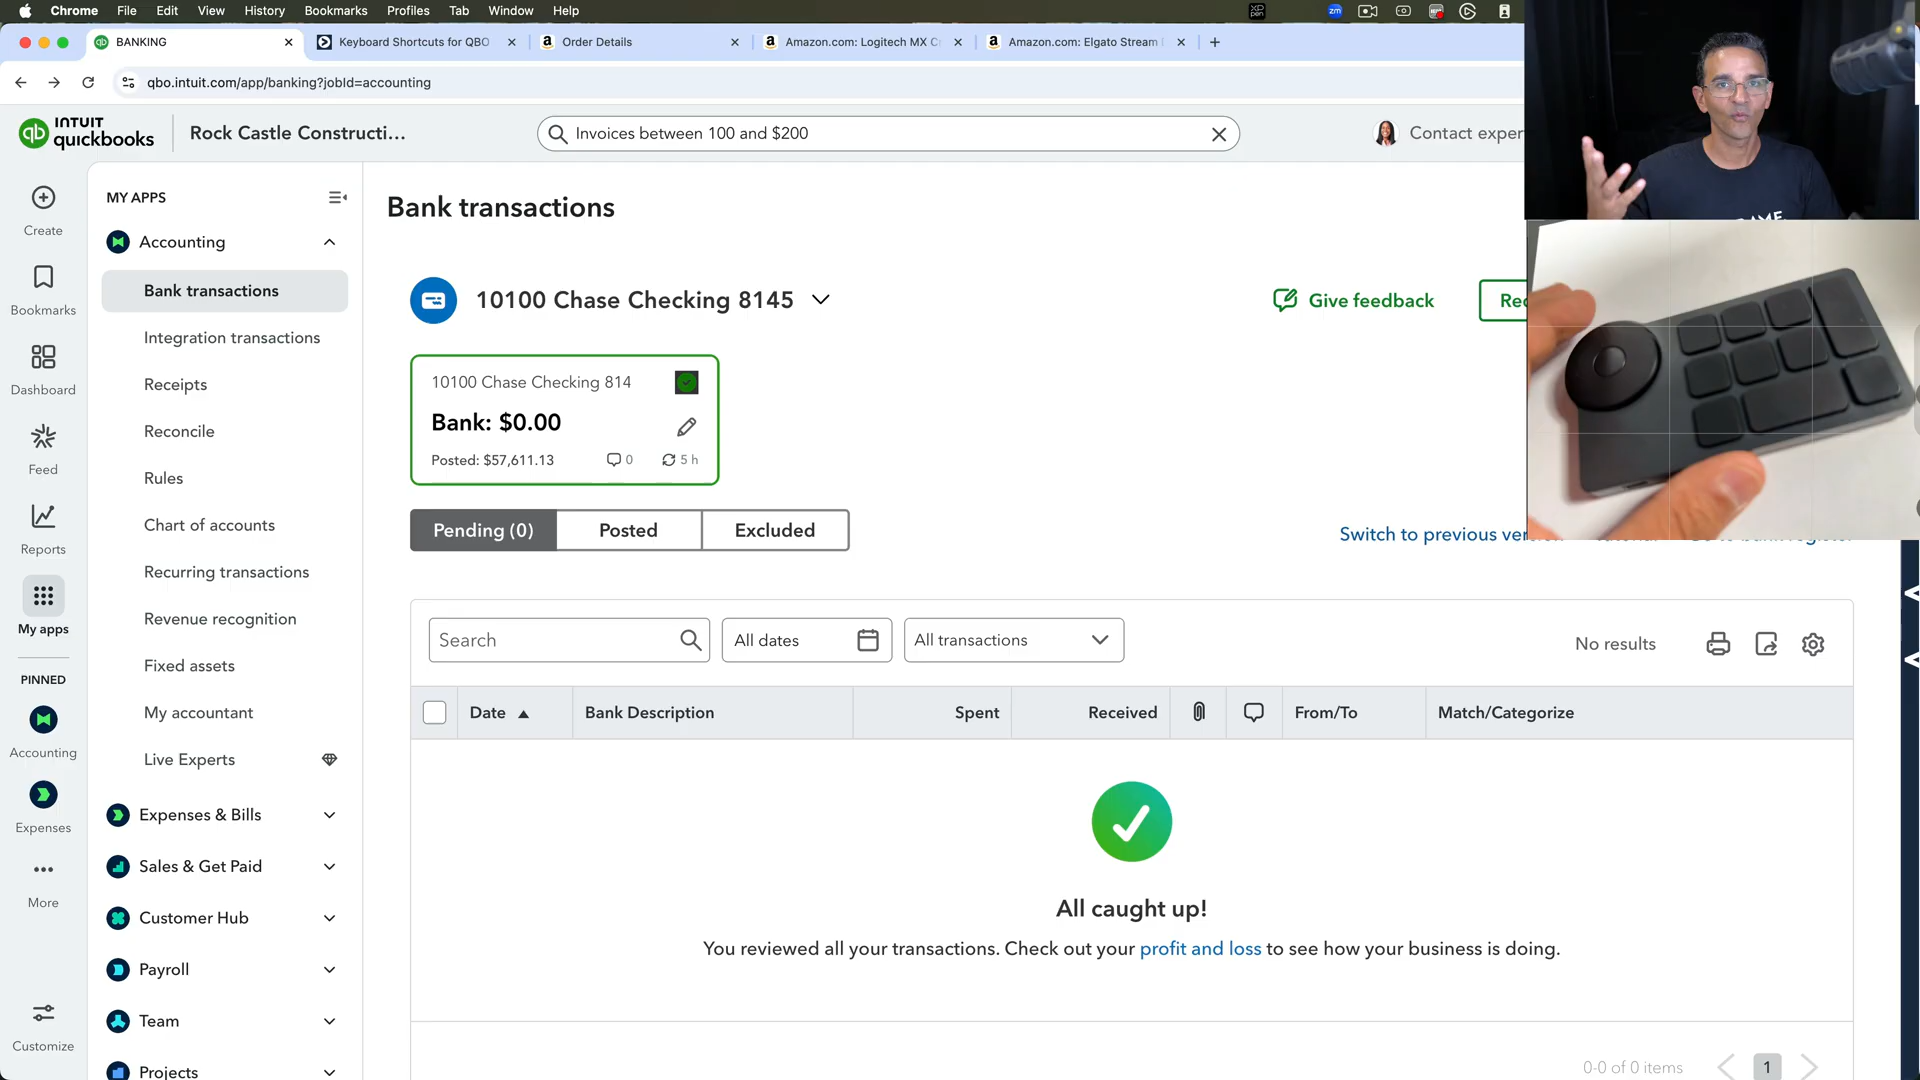 Chrome File Edit View History Bookmarks Profiles Tab Window Help
zm
BANKING
Keyboard Shortcuts for QBO
Order Details
Amazon.com: Logitech MX C
Amazon.com: Elgato Stream
qbo.intuit.com/app/banking?jobId=accounting
INTUIT
quickbooks
Rock Castle Constructi...
Invoices between 100 and $200
Contact exper
Create
Bookmarks
Dashboard
Feed
Reports
My apps
PINNED
Accounting
Expenses
More
Customize
MY APPS
Accounting
Bank transactions
Integration transactions
Receipts
Reconcile
Rules
Chart of accounts
Recurring transactions
Revenue recognition
Fixed assets
My accountant
Live Experts
Expenses & Bills
Sales & Get Paid
Customer Hub
Payroll
Team
Projects
Bank transactions
10100 Chase Checking 8145
Give feedback
Rec
10100 Chase Checking 814
Bank: $0.00
Posted: $57,611.13
0
5 h
Pending (0)
Posted
Excluded
Switch to previous
Search
All dates
All transactions
No results
Date
Bank Description
Spent
Received
From/To
Match/Categorize
All caught up!
You reviewed all your transactions. Check out your profit and loss to see how your business is doing.
0-0 of 0 items
1